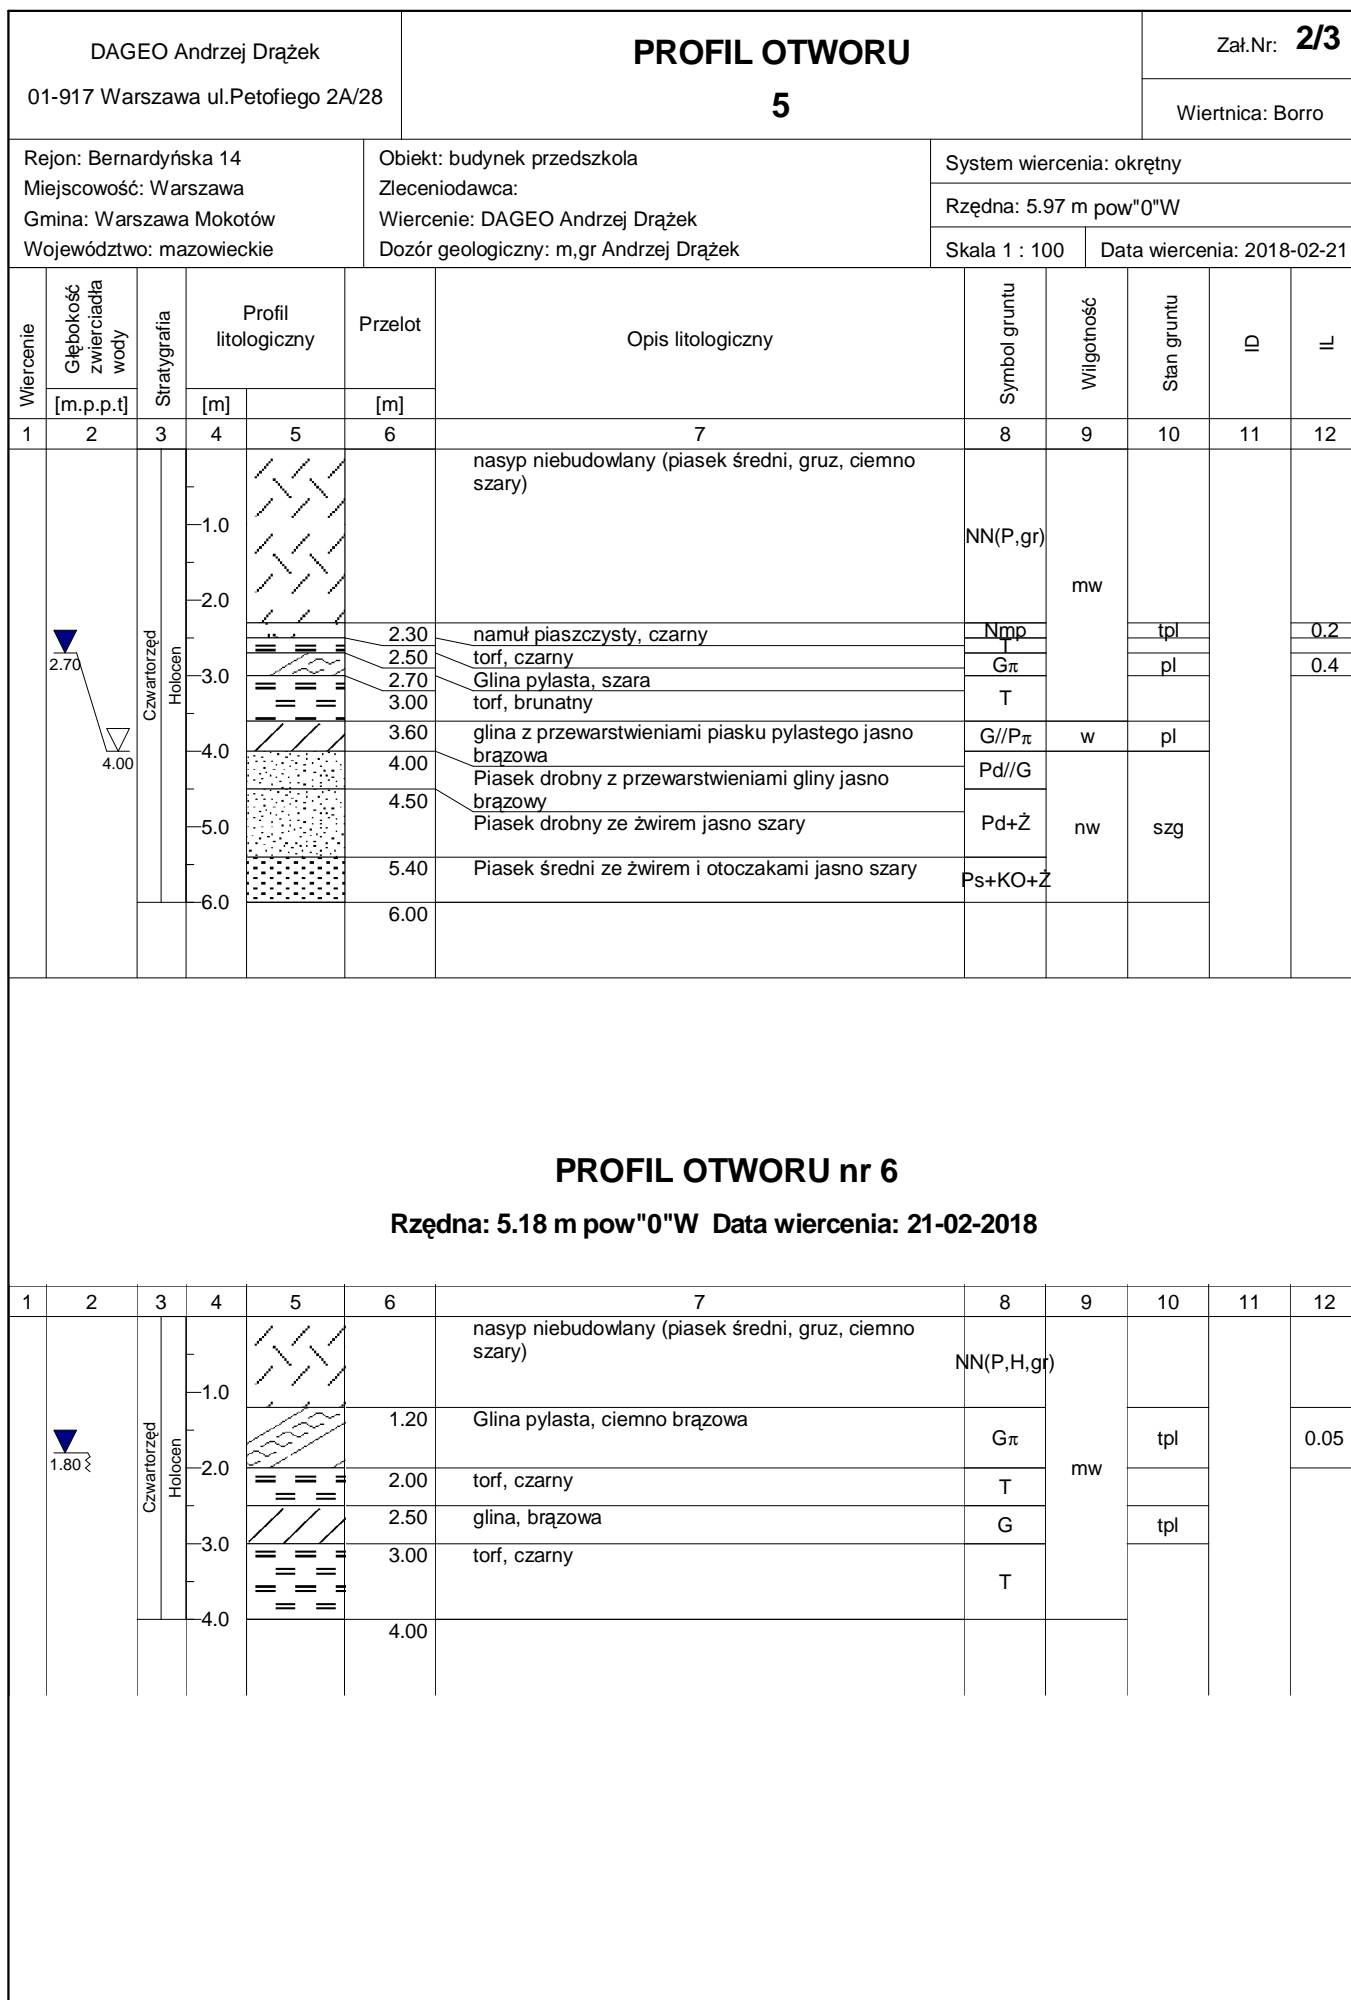 DAGEO Andrzej Drążek
01-917 Warszawa ul.Petofiego 2A/28
PROFIL OTWORU
5
Zał.Nr: 2/3
Wiertnica: Borro
Rejon: Bernardyńska 14
Miejscowość: Warszawa
Gmina: Warszawa Mokotów
Województwo: mazowieckie
Obiekt: budynek przedszkola
Zleceniodawca:
Wiercenie: DAGEO Andrzej Drążek
Dozór geologiczny: m,gr Andrzej Drążek
System wiercenia: okrętny
Rzędna: 5.97 m pow"0"W
Skala 1 : 100 Data wiercenia: 2018-02-21
Wiercenie
Głębokość
zwierciadła
wody
[m.p.p.t]
Stratygrafia
Profil
litologiczny
[m]
Przelot
[m]
Opis litologiczny
Symbol gruntu
Wilgotność
Stan gruntu
ID
IL
1 2 3 4 5 6 7 8 9 10 11 12
2.70
4.00
Czwartorzęd
Holocen
1.0
2.0
3.0
4.0
5.0
6.0
nasyp niebudowlany (piasek średni, gruz, ciemno
szary)
NN(P,gr)
mw
2.30 namuł piaszczysty, czarny Nmp tpl 0.2
2.50 torf, czarny T
2.70 Glina pylasta, szara Gπ pl 0.4
3.00 torf, brunatny T
3.60 glina z przewarstwieniami piasku pylastego jasno
brązowa G//Pπ w pl
4.00 Piasek drobny z przewarstwieniami gliny jasno
brązowy Pd//G
4.50 Piasek drobny ze żwirem jasno szary Pd+Ż nw szg
5.40 Piasek średni ze żwirem i otoczakami jasno szary Ps+KO+Ż
6.00
PROFIL OTWORU nr 6
Rzędna: 5.18 m pow"0"W Data wiercenia: 21-02-2018
1 2 3 4 5 6 7 8 9 10 11 12
1.80
Czwartorzęd
Holocen
1.0
2.0
3.0
4.0
nasyp niebudowlany (piasek średni, gruz, ciemno
szary)
NN(P,H,gr)
1.20 Glina pylasta, ciemno brązowa Gπ tpl 0.05
mw
2.00 torf, czarny T
2.50 glina, brązowa G tpl
3.00 torf, czarny T
4.00